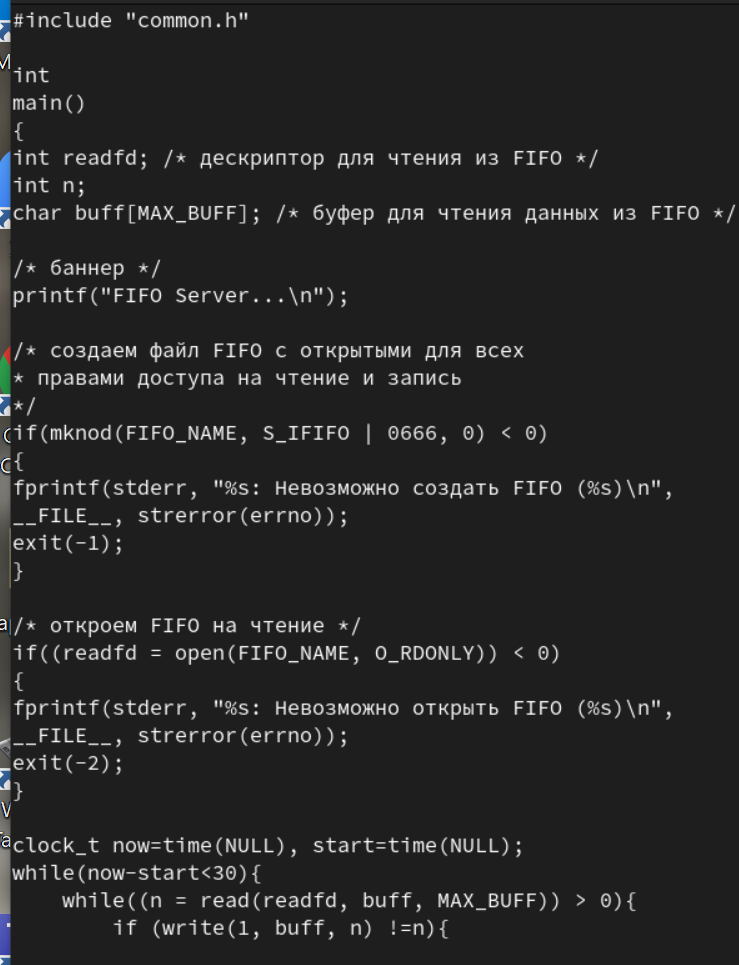 #include "common.h"
int
main()
{
int readfd; /* дескриптор для чтения из FIFO */
int n;
char buff[MAX_BUFF]; /* буфер для чтения данных из FIFO */
/* баннер */
printf("FIFO Server...\n");
/* создаем файл FIFO с открытыми для всех
* правами доступа на чтение и запись
*/
if(mknod(FIFO_NAME, S_IFIFO | 0666, 0) < 0)
{
fprintf(stderr, "%s: Невозможно создать FIFO (%s)\n",
__FILE__, strerror(errno));
exit(-1);
}
/* откроем FIFO на чтение */
if((readfd = open(FIFO_NAME, O_RDONLY)) < 0)
{
fprintf(stderr, "%s: Невозможно открыть FIFO (%s)\n",
__FILE__, strerror(errno));
exit(-2);
}
clock_t now=time(NULL), start=time(NULL);
while(now-start<30){
    while((n = read(readfd, buff, MAX_BUFF)) > 0){
        if (write(1, buff, n) !=n){